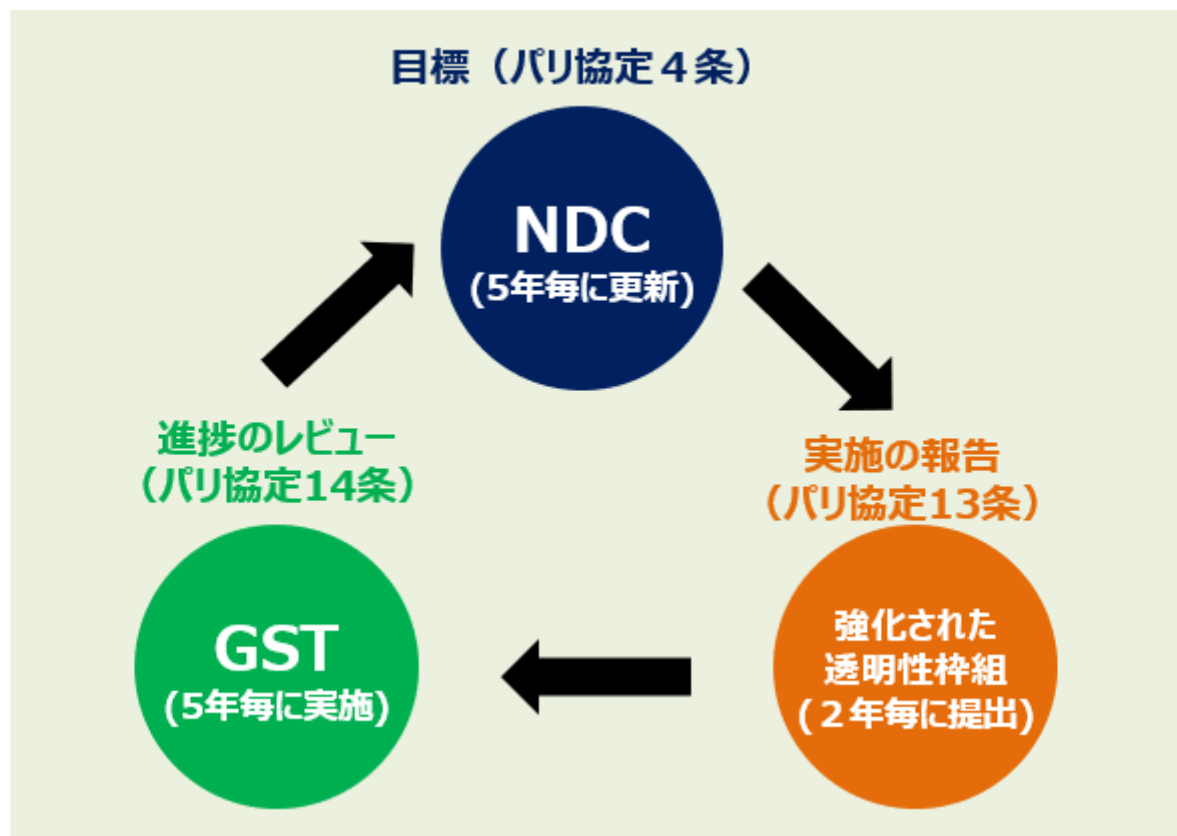 目標（パリ協定４条）
NDC
(5年毎に更新)
進捗のレビュー
（パリ協定14条）
実施の報告
（パリ協定13条）
GST
(5年毎に実施)
強化された
透明性枠組
(２年毎に提出)